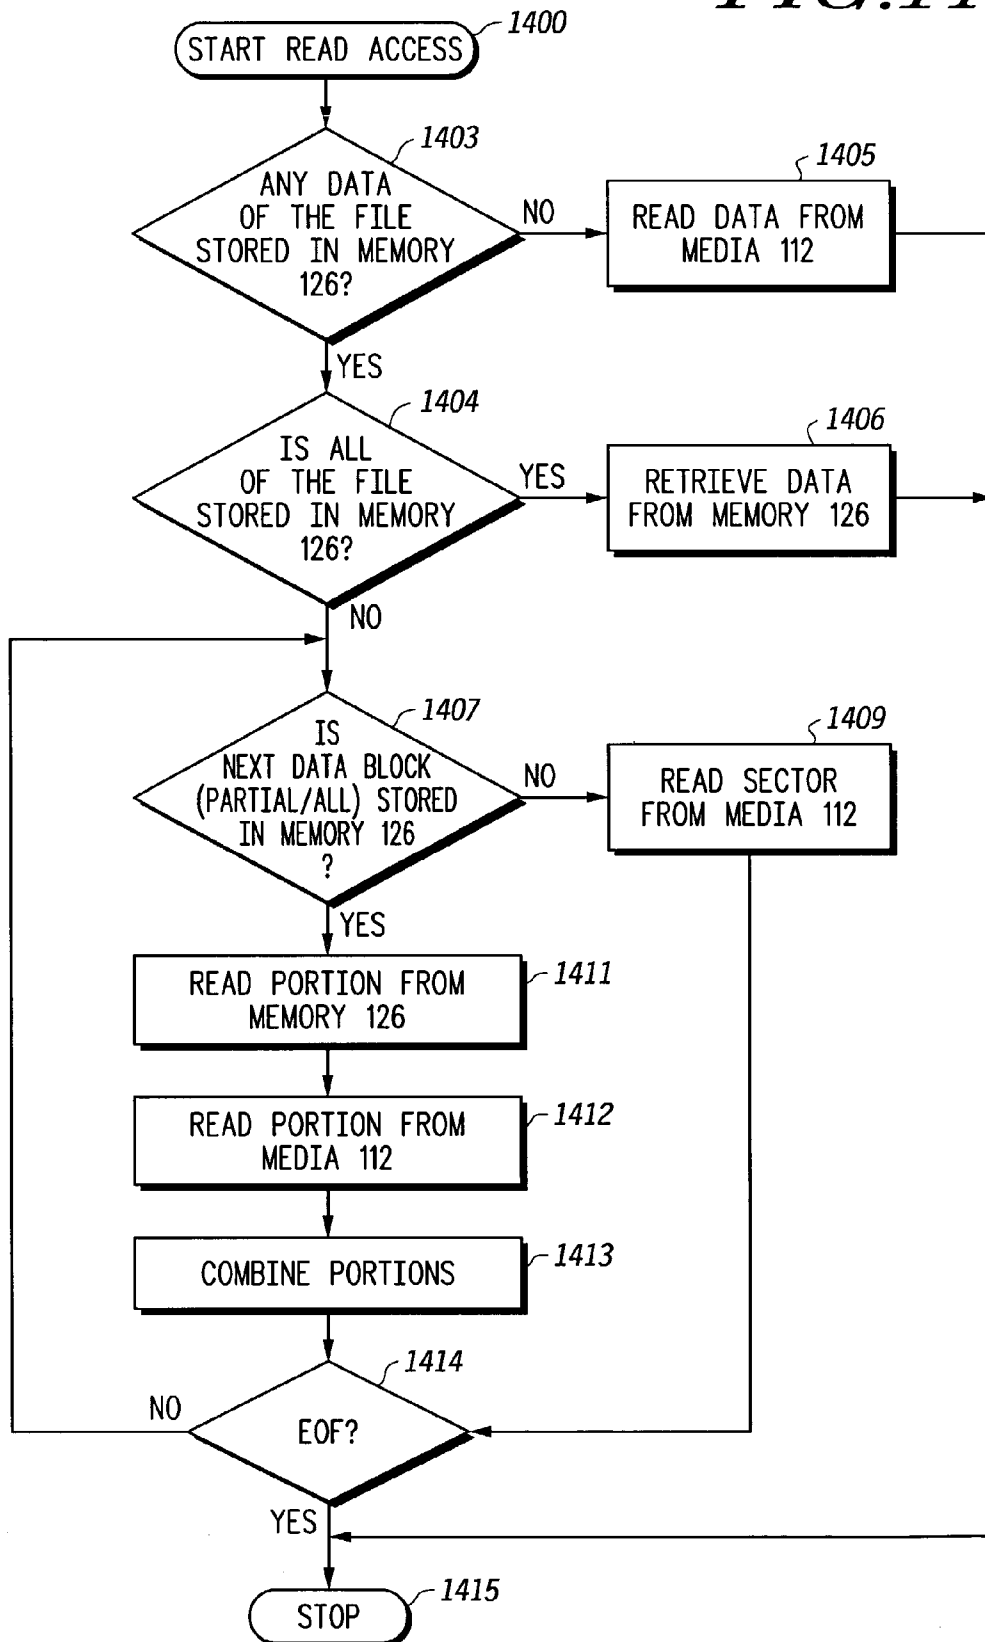 1400
START READ ACCESS
1403
ANY DATA
OF THE FILE
STORED IN MEMORY
126?
NO
1405
READ DATA FROM
MEDIA 112
YES
1404
IS ALL
OF THE FILE
STORED IN MEMORY
126?
YES
1406
RETRIEVE DATA
FROM MEMORY 126
NO
1407
IS
NEXT DATA BLOCK
(PARTIAL/ALL) STORED
IN MEMORY 126
?
NO
1409
READ SECTOR
FROM MEDIA 112
YES
READ PORTION FROM
MEMORY 126
1411
READ PORTION FROM
MEDIA 112
1412
COMBINE PORTIONS
1413
1414
EOF?
NO
YES
STOP
1415